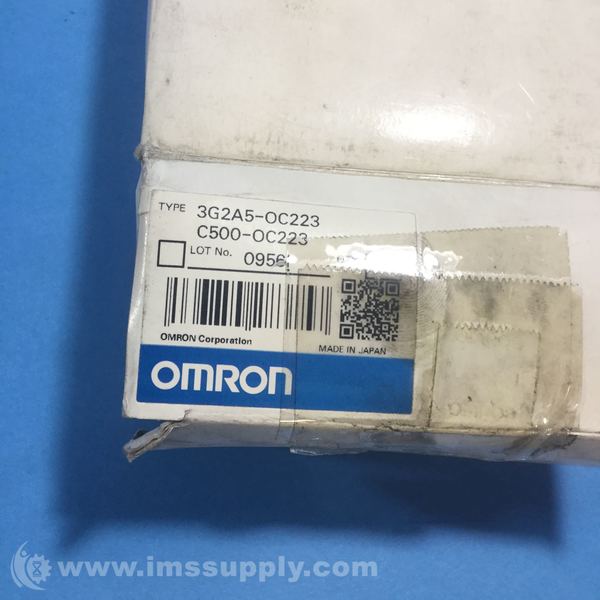 TYPE 3G2A5-OC223
C500-OC223
LOT No. 0956
OMRON Corporation
MADE IN JAPAN
OMRON
www.imssupply.com